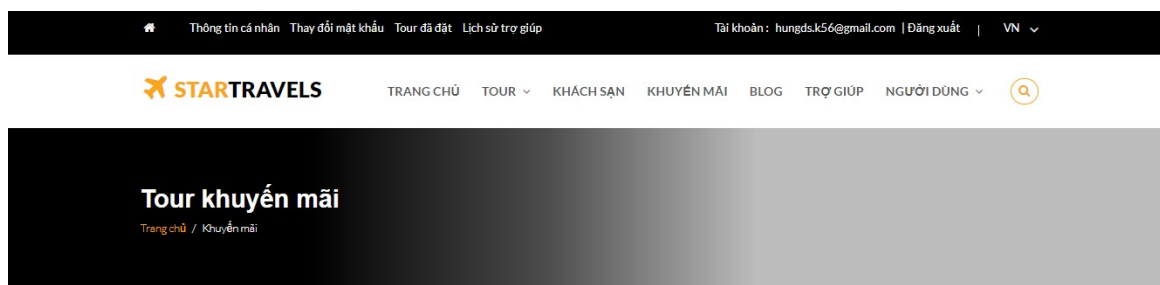 Thông tin cá nhân Thay đổi mật khẩu Tour đã đặt Lịch sử trợ giúp Tài khoản : hungds.k56@gmail.com | Đăng xuất | VN
STARTRAVELS TRANG CHỦ TOUR KHÁCH SẠN KHUYẾN MÃI BLOG TRỢ GIÚP NGƯỜI DÙNG
Tour khuyến mãi
Trang chủ / Khuyến mãi